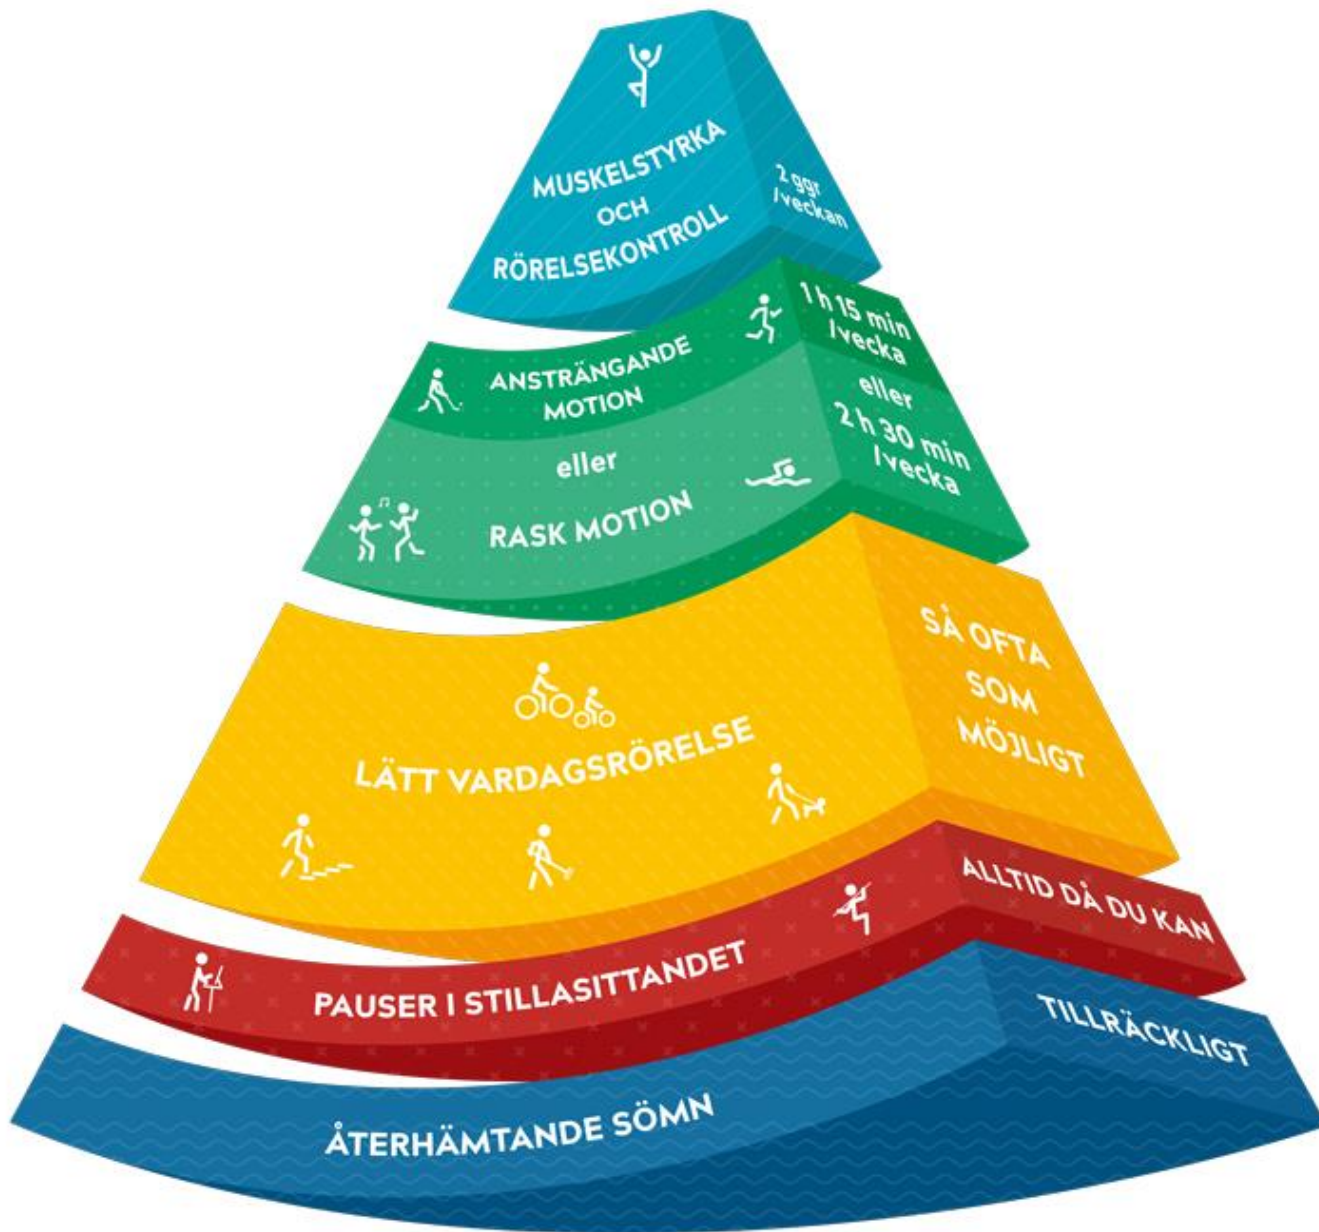 MUSKELSTYRKA
OCH
RÖRELSEKONTROLL
2 ggr
/veckan
ANSTRÄNGANDE
MOTION
1 h 15 min
/vecka
eller
RASK MOTION
eller
2 h 30 min
/vecka
LÄTT VARDAGSRÖRELSE
SÅ OFTA
SOM
MÖJLIGT
PAUSER I STILLASITTANDET
ALLTID DÅ DU KAN
ÅTERHÄMTANDE SÖMN
TILLRÄCKLIGT